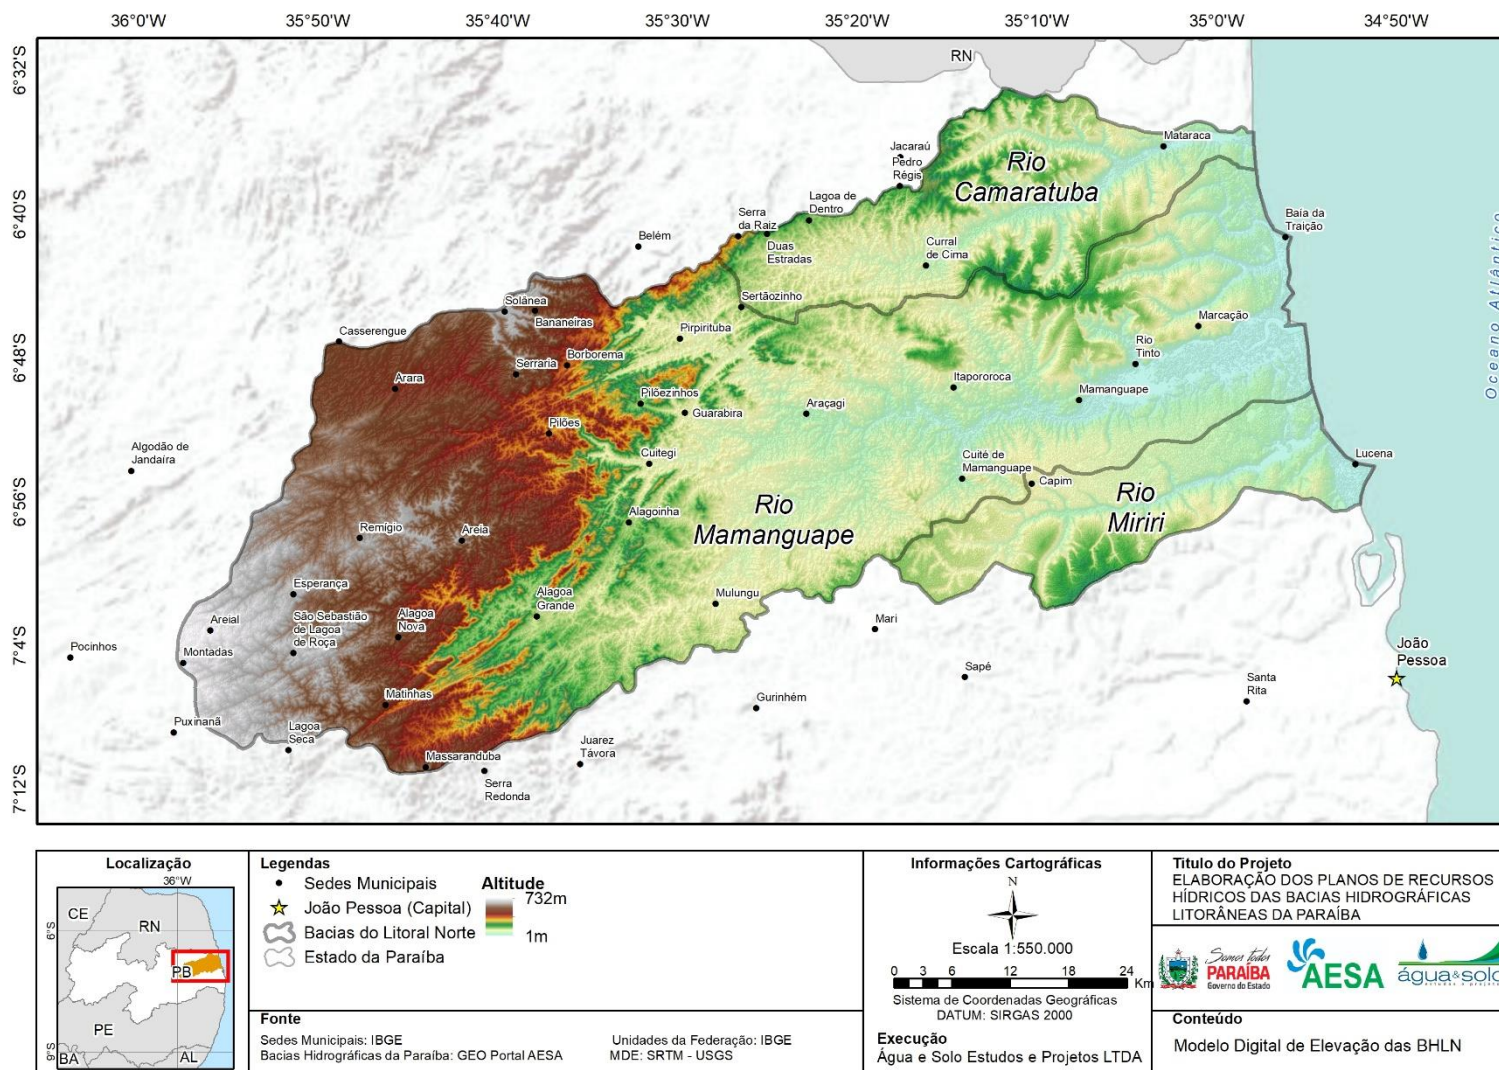 36°0'W
35°50'W
35°40'W
35°30'W
35°20'W
35°10'W
35°0'W
34°50'W
6°32'S
6°40'S
6°48'S
6°56'S
7°4'S
7°12'S
RN
Mataraca
Jacaraú
Pedro
Régis
Rio
Camaratuba
Lagoa de
Dentro
Serra
da Raiz
Duas
Estradas
Belém
Curral
de Cima
Baía da
Traição
Oceano Atlântico
Solânea
Bananeiras
Sertãozinho
Casserengue
Pirpirituba
Marcação
Rio
Tinto
Borborema
Serraria
Arara
Itapororoca
Mamanguape
Pilõezinhos
Guarabira
Araçagi
Pilões
Algodão de
Jandaíra
Cuitegi
Cuité de
Mamanguape
Capim
Lucena
Rio
Mamanguape
Rio
Miriri
Alagoinha
Remígio
Areia
Esperança
Alagoa
Grande
Mulungu
Areial
São Sebastião
de Lagoa
de Roça
Alagoa
Nova
Mari
Pocinhos
Montadas
João
Pessoa
Sapé
Santa
Rita
Matinhas
Gurinhém
Puxinanã
Lagoa
Seca
Juarez
Távora
Massaranduba
Serra
Redonda
Localização
36°W
6°S
9°S
CE
RN
PB
PE
BA
AL
Legendas
Sedes Municipais
João Pessoa (Capital)
Bacias do Litoral Norte
Estado da Paraíba
Altitude
732m
1m
Fonte
Sedes Municipais: IBGE
Bacias Hidrográficas da Paraíba: GEO Portal AESA
Unidades da Federação: IBGE
MDE: SRTM - USGS
Informações Cartográficas
N
Escala 1:550.000
0 3 6 12 18 24
Km
Sistema de Coordenadas Geográficas
DATUM: SIRGAS 2000
Execução
Água e Solo Estudos e Projetos LTDA
Titulo do Projeto
ELABORAÇÃO DOS PLANOS DE RECURSOS
HÍDRICOS DAS BACIAS HIDROGRÁFICAS
LITORÂNEAS DA PARAÍBA
Somos todos
PARAÍBA
Governo do Estado
AESA
água&solo
estudos e projetos
Conteúdo
Modelo Digital de Elevação das BHLN